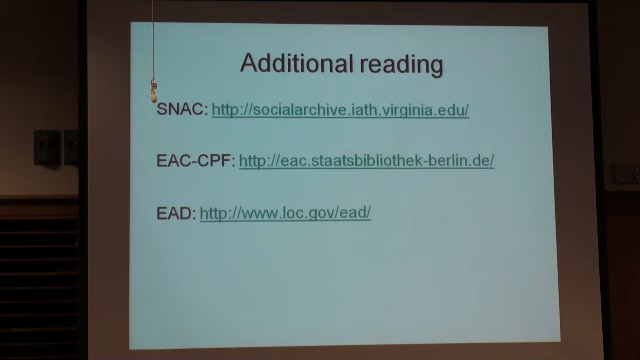 Additional reading
SNAC: http://socialarchive.iath.virginia.edu/
EAC-CPF: http://eac.staatsbibliothek-berlin.de/
EAD: http://www.loc.gov/ead/